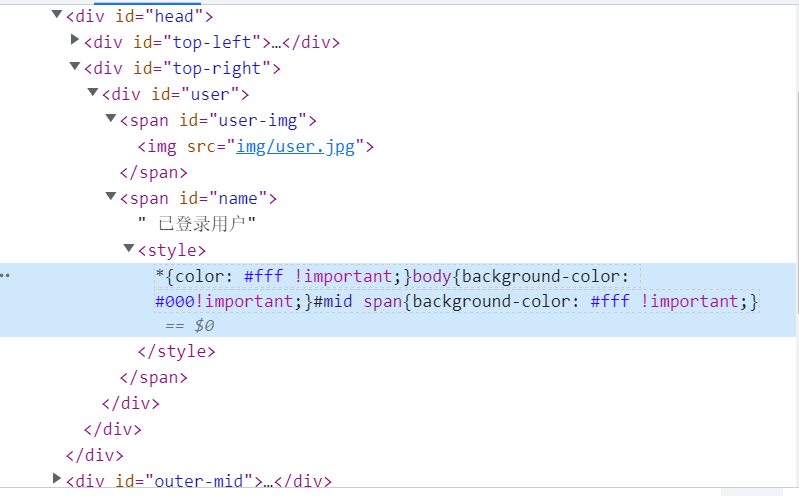 ▼<div id="head">
▶<div id="top-left">…</div>
▼<div id="top-right">
▼<div id="user">
▼<span id="user-img">
<img src="img/user.jpg">
</span>
▼<span id="name">
" 已登录用户"
▼<style>
*{color: #fff !important;}body{background-color:
#000!important;}#mid span{background-color: #fff !important;}
== $0
</style>
</span>
</div>
</div>
</div>
▶<div id="outer-mid">…</div>